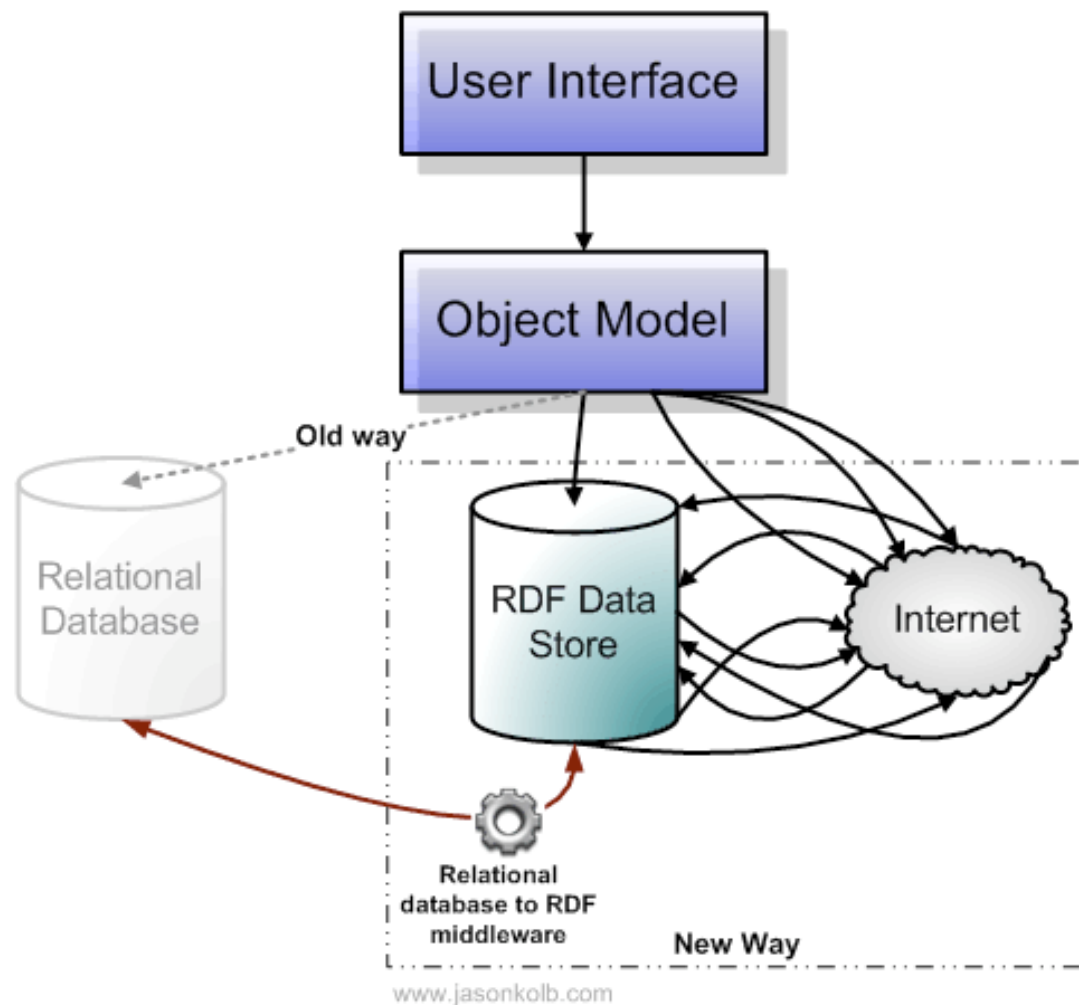 User Interface
Object Model
Old way
Relational
Database
RDF Data
Store
Internet
Relational
database to RDF
middleware
New Way
www.jasonkolb.com